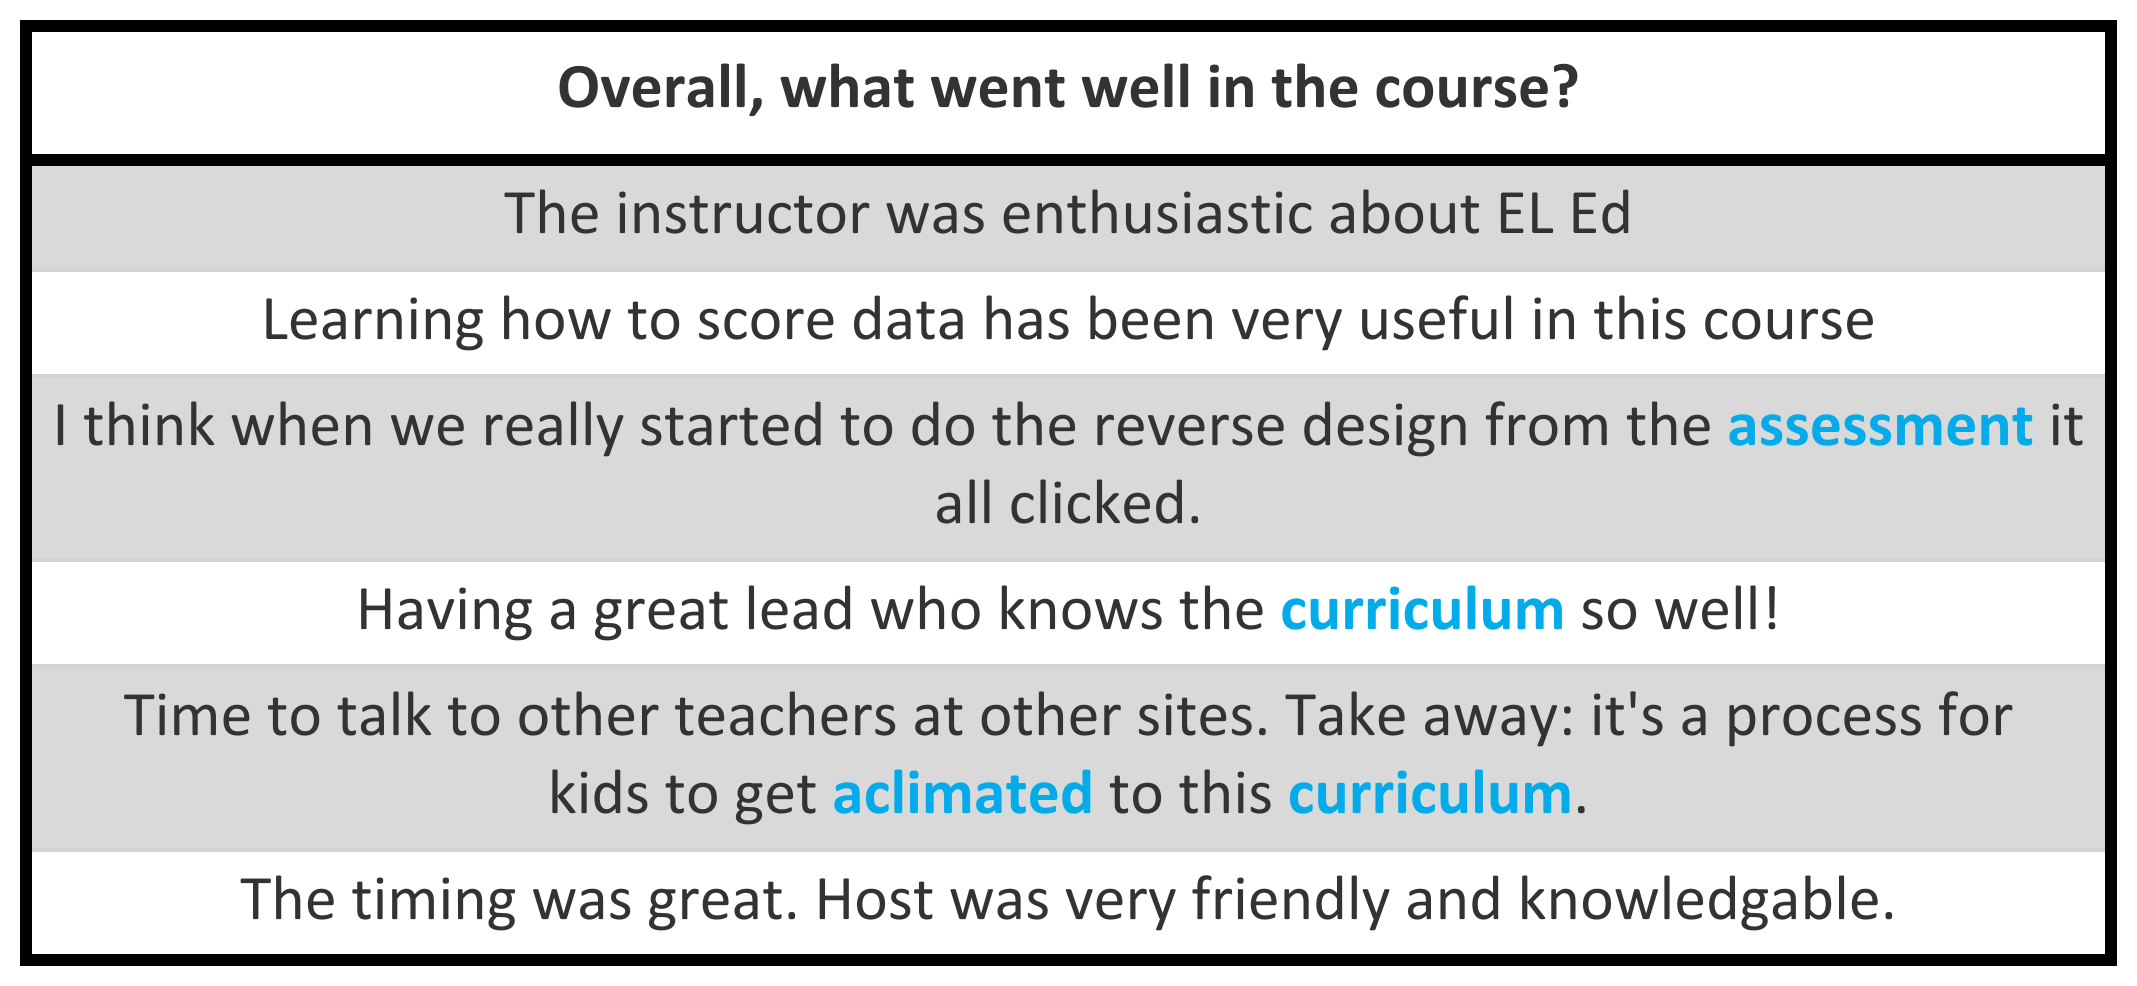 Overall, what went well in the course?
The instructor was enthusiastic about EL Ed
Learning how to score data has been very useful in this course
I think when we really started to do the reverse design from the assessment it
all clicked.
Having a great lead who knows the curriculum so well!
Time to talk to other teachers at other sites. Take away: it's a process for
kids to get aclimated to this curriculum.
The timing was great. Host was very friendly and knowledgable.